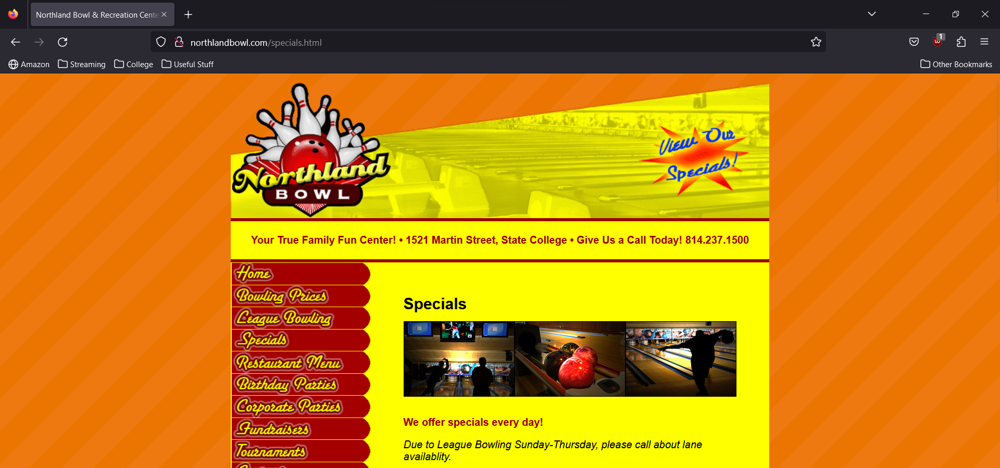 Northland Bowl & Recreation Cente
northlandbowl.com/specials.html
1
Amazon
Streaming
College
Useful Stuff
Other Bookmarks
Northland
BOWL
View Our
Specials!
Your True Family Fun Center! • 1521 Martin Street, State College • Give Us a Call Today! 814.237.1500
Home
Bowling Prices
League Bowling
Specials
Restaurant Menu
Birthday Parties
Corporate Parties
Fundraisers
Tournaments
Specials
We offer specials every day!
Due to League Bowling Sunday-Thursday, please call about lane
availablity.